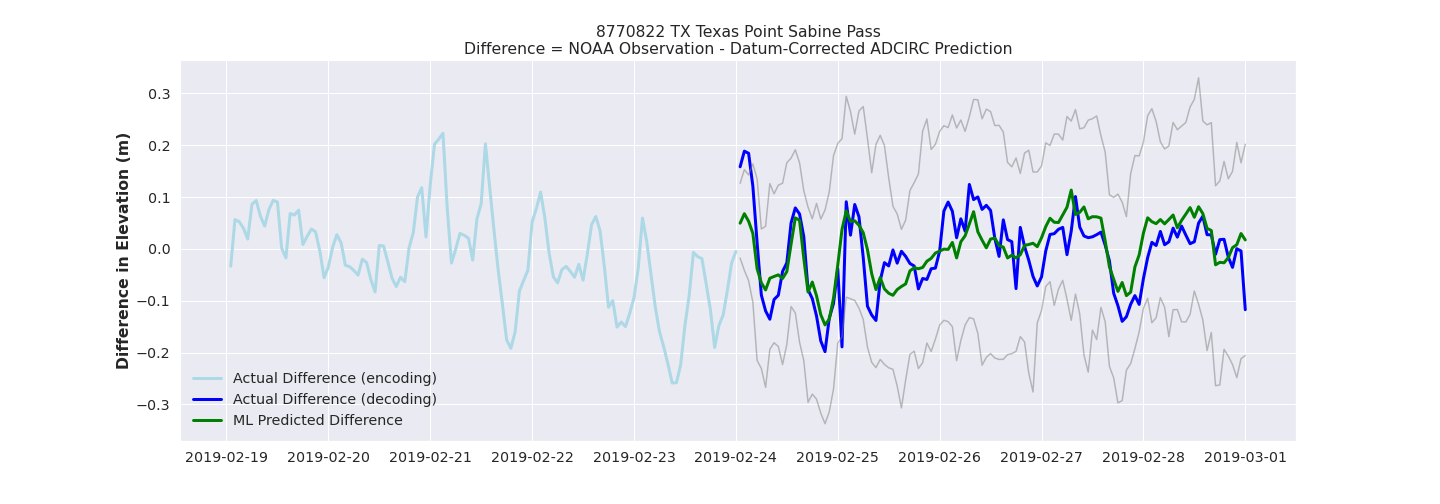 8770822 TX Texas Point Sabine Pass
Difference = NOAA Observation - Datum-Corrected ADCIRC Prediction
Difference in Elevation (m)
0.3
0.2
0.1
0.0
−0.1
−0.2
−0.3
Actual Difference (encoding)
Actual Difference (decoding)
ML Predicted Difference
2019-02-19 2019-02-20 2019-02-21 2019-02-22 2019-02-23 2019-02-24 2019-02-25 2019-02-26 2019-02-27 2019-02-28 2019-03-01